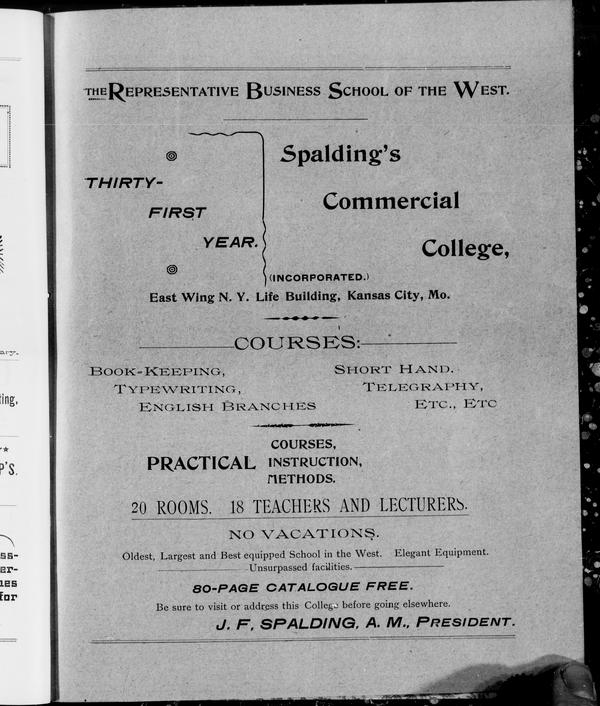 THE REPRESENTATIVE BUSINESS SCHOOL OF THE WEST.
THIRTY-
FIRST
YEAR.
Spalding's
Commercial
College,
(INCORPORATED.)
East Wing N. Y. Life Building, Kansas City, Mo.
COURSES:
BOOK-KEEPING, SHORT HAND.
TYPEWRITING, TELEGRAPHY,
ENGLISH BRANCHES ETC., ETC
PRACTICAL
COURSES,
INSTRUCTION,
METHODS.
20 ROOMS. 18 TEACHERS AND LECTURERS.
NO VACATIONS.
Oldest, Largest and Best equipped School in the West. Elegant Equipment.
Unsurpassed facilities.
80-PAGE CATALOGUE FREE.
Be sure to visit or address this College before going elsewhere.
J. F, SPALDING, A. M., PRESIDENT.